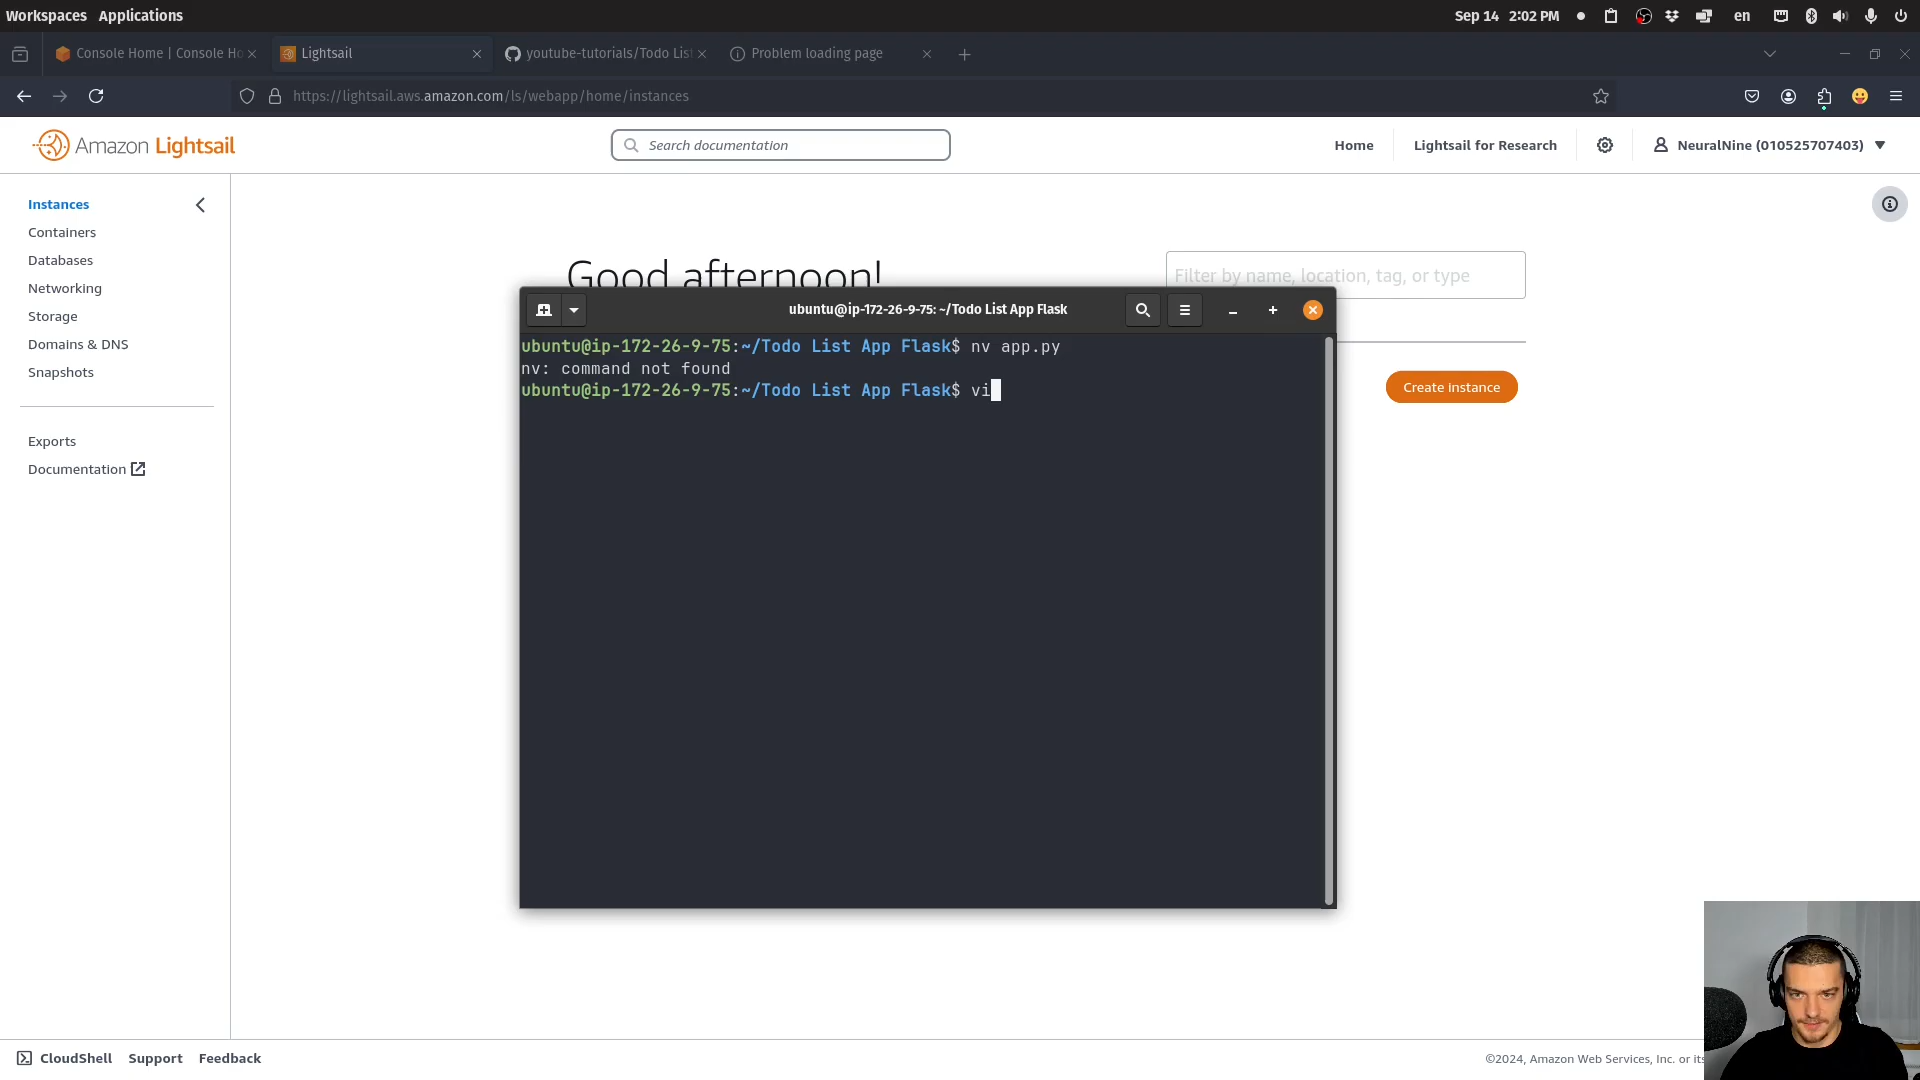 Workspaces Applications
Sep 14 2:02 PM
en
Console Home | Console Ho
Lightsail
youtube-tutorials/Todo List
Problem loading page
https://lightsail.aws.amazon.com/ls/webapp/home/instances
Amazon Lightsail
Search documentation
Home
Lightsail for Research
NeuralNine (010525707403)
Instances
Containers
Databases
Networking
Storage
Domains & DNS
Snapshots
Exports
Documentation
Good afternoon!
Filter by name, location, tag, or type
Create instance
ubuntu@ip-172-26-9-75: ~/Todo List App Flask
ubuntu@ip-172-26-9-75:~/Todo List App Flask$ nv app.py
nv: command not found
ubuntu@ip-172-26-9-75:~/Todo List App Flask$ vi
CloudShell Support Feedback
©2024, Amazon Web Services, Inc. or its